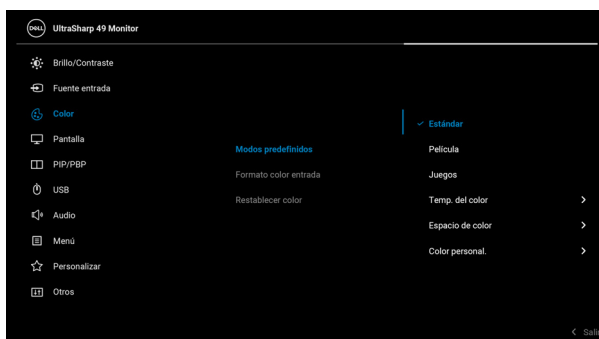 DELL
UltraSharp 49 Monitor
Brillo/Contraste
Fuente entrada
Color
Pantalla
PIP/PBP
USB
Audio
Menú
Personalizar
Otros
Modos predefinidos
Formato color entrada
Restablecer color
Estándar
Película
Juegos
Temp. del color
Espacio de color
Color personal.